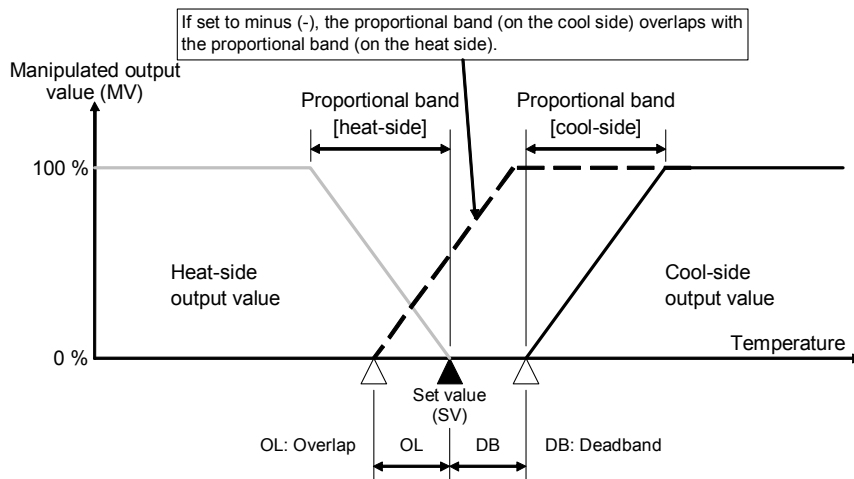 If set to minus (-), the proportional band (on the cool side) overlaps with
the proportional band (on the heat side).
Manipulated output
value (MV)
Proportional band
[heat-side]
Proportional band
[cool-side]
100 %
Heat-side
output value
Cool-side
output value
0 %
Temperature
Set value
(SV)
OL: Overlap
OL
DB
DB: Deadband